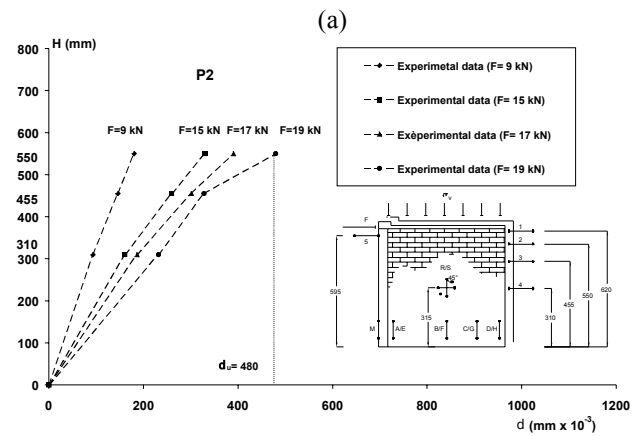 (a)
H (mm)
P2
800
700
600
550
455
400
310
200
100
0
F=9 kN
F=15 kN
F=17 kN
F=19 kN
dᵤ= 480
0
200
400
600
800
1000
1200
d (mm x 10⁻³)
Experimetal data (F= 9 kN)
Experimental data (F= 15 kN)
Exèperimental data (F= 17 kN)
Experimental data (F= 19 kN)
F
5
1
2
3
4
R/S
45°
595
315
M
A/E
B/F
C/G
D/H
310
455
550
620